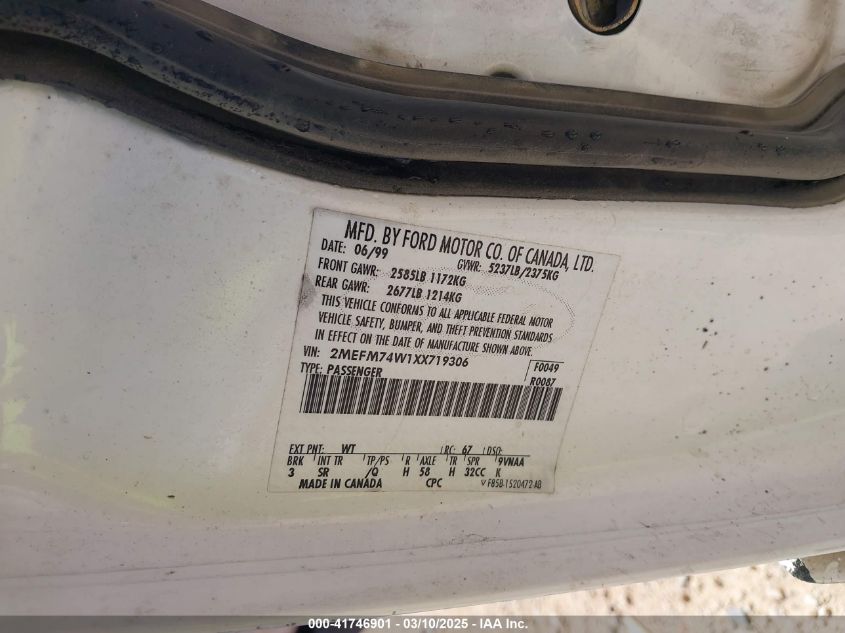 MFD. BY FORD MOTOR CO. OF CANADA, LTD.
DATE: 06/99 GVWR: 5237LB/2375KG
FRONT GAWR: 2585LB 1172KG
REAR GAWR: 2677LB 1214KG
THIS VEHICLE CONFORMS TO ALL APPLICABLE FEDERAL MOTOR
VEHICLE SAFETY, BUMPER, AND THEFT PREVENTION STANDARDS
IN EFFECT ON THE DATE OF MANUFACTURE SHOWN ABOVE.
VIN: 2MEFM74W1XX719306 F0049
TYPE: PASSENGER R0087
EXT PNT: WT RC: 67 DSO:
BRK INT TR TP/PS R AXLE TR SPR 9VNAA
3 SR /Q H 58 H 32CC K
MADE IN CANADA CPC V F85B-1520472-AB
000-41746901 - 03/10/2025 - IAA Inc.